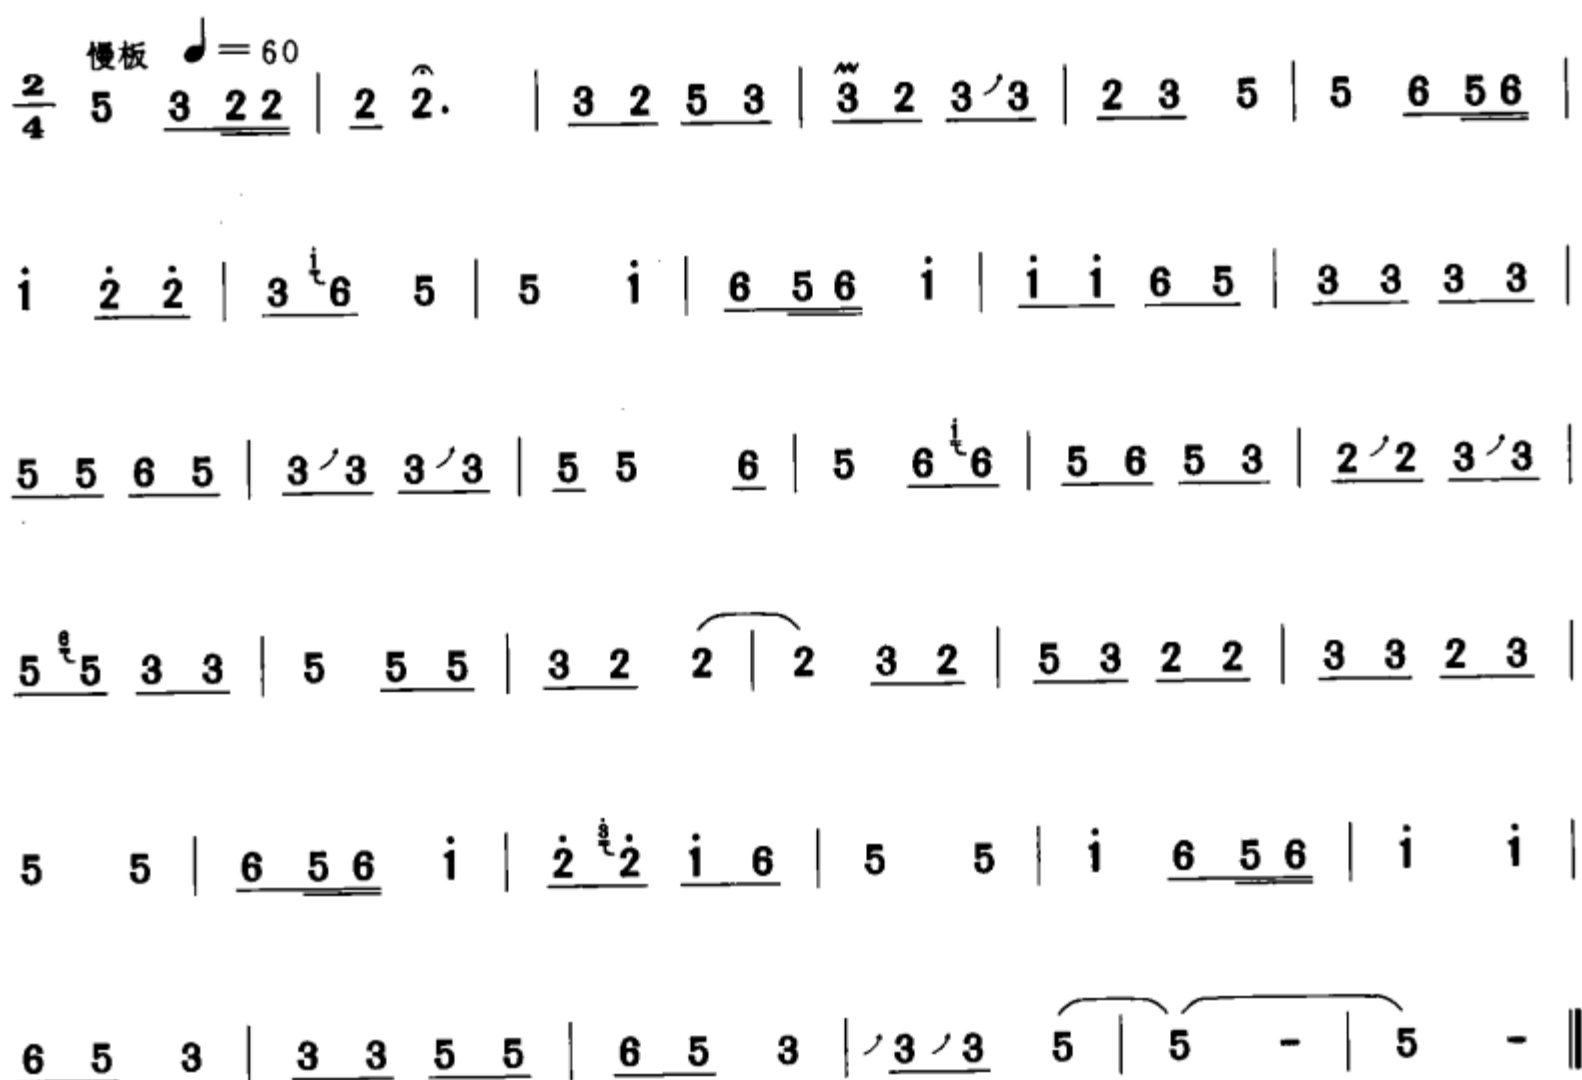 慢板 ♩= 60
2/4 5 3 2 2 | 2 2. | 3 2 5 3 | 3 2 3 3 | 2 3 5 | 5 6 5 6 |
i 2̇ 2̇ | 3 i 6 5 | 5 i | 6 5 6 i | i i 6 5 | 3 3 3 3 |
5 5 6 5 | 3 3 3 3 | 5 5 6 | 5 6 i 6 | 5 6 5 3 | 2 2 3 3 |
5 6 5 3 3 | 5 5 5 | 3 2 2 | 2 3 2 | 5 3 2 2 | 3 3 2 3 |
5 5 | 6 5 6 i | 2̇ 3̇ 2̇ i 6 | 5 5 | i 6 5 6 | i i |
6 5 3 | 3 3 5 5 | 6 5 3 | 3 3 5 | 5 - | 5 - ‖